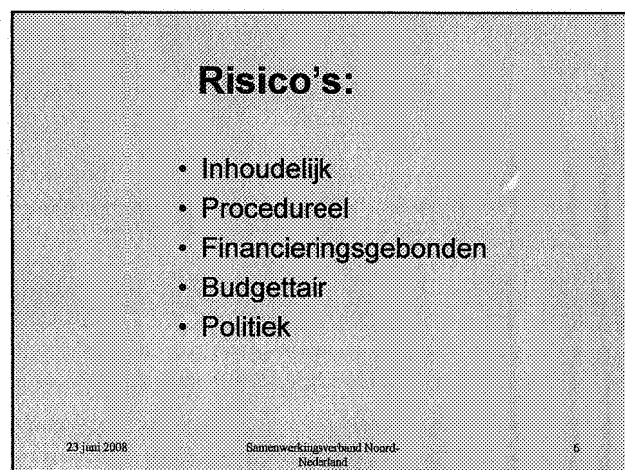 Risico's:
• Inhoudelijk
• Procedureel
• Financieringsgebonden
• Budgettair
• Politiek
23 juni 2008
Samenwerkingsverband Noord-
Nederland
6